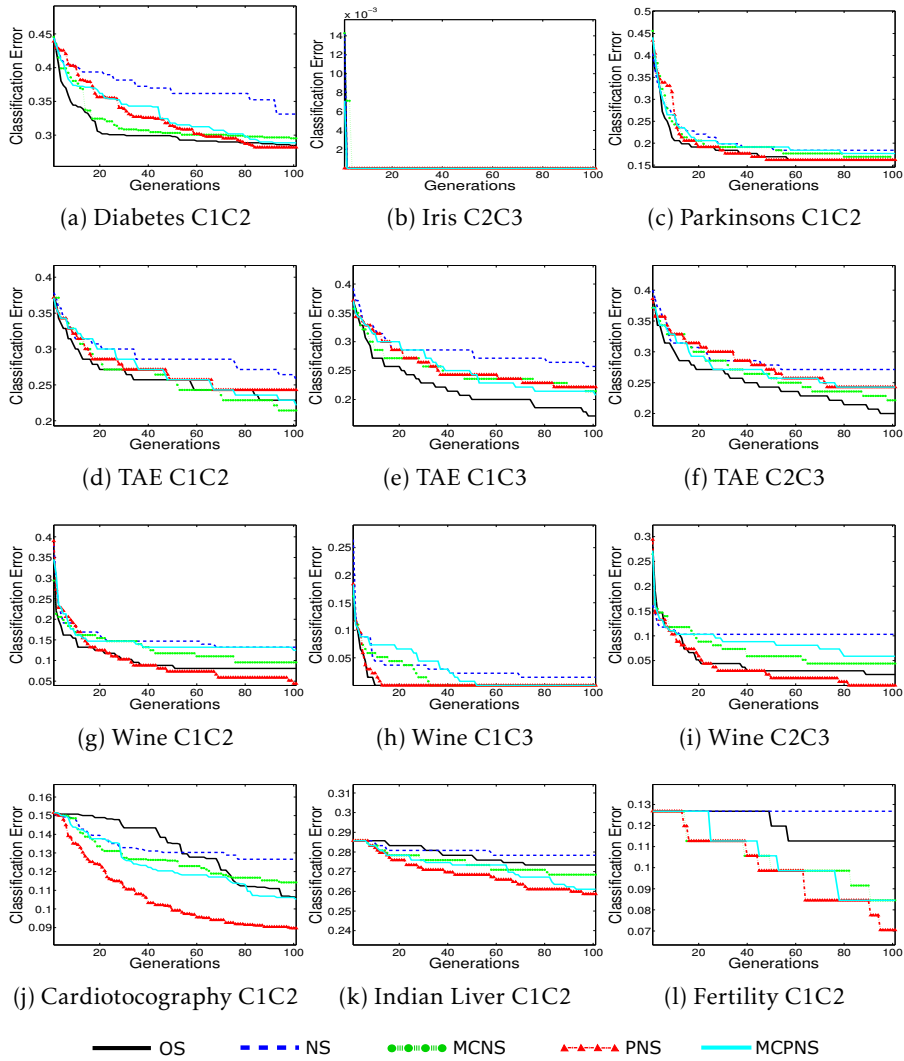 0.45
0.4
0.35
0.3
20 40 60 80 100
Classification Error
Generations
(a) Diabetes C1C2
x 10⁻³
14
12
10
8
6
4
2
20 40 60 80 100
Classification Error
Generations
(b) Iris C2C3
0.5
0.45
0.4
0.35
0.3
0.25
0.2
0.15
20 40 60 80 100
Classification Error
Generations
(c) Parkinsons C1C2
0.4
0.35
0.3
0.25
0.2
20 40 60 80 100
Classification Error
Generations
(d) TAE C1C2
0.4
0.35
0.3
0.25
0.2
20 40 60 80 100
Classification Error
Generations
(e) TAE C1C3
0.4
0.35
0.3
0.25
0.2
20 40 60 80 100
Classification Error
Generations
(f) TAE C2C3
0.4
0.35
0.3
0.25
0.2
0.15
0.1
0.05
20 40 60 80 100
Classification Error
Generations
(g) Wine C1C2
0.25
0.2
0.15
0.1
0.05
20 40 60 80 100
Classification Error
Generations
(h) Wine C1C3
0.3
0.25
0.2
0.15
0.1
0.05
20 40 60 80 100
Classification Error
Generations
(i) Wine C2C3
0.16
0.15
0.14
0.13
0.12
0.11
0.1
0.09
20 40 60 80 100
Classification Error
Generations
(j) Cardiotocography C1C2
0.31
0.3
0.29
0.28
0.27
0.26
0.25
0.24
20 40 60 80 100
Classification Error
Generations
(k) Indian Liver C1C2
0.13
0.12
0.11
0.1
0.09
0.08
0.07
20 40 60 80 100
Classification Error
Generations
(l) Fertility C1C2
OS NS MCNS PNS MCPNS